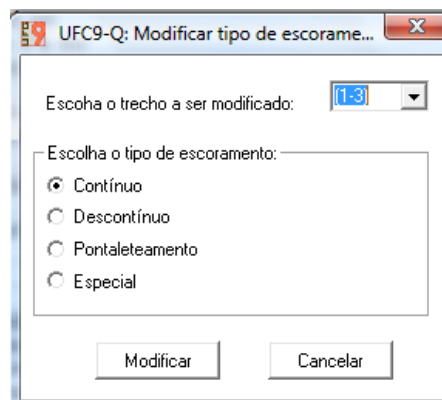 UFC9-Q: Modificar tipo de escorame...
Escoha o trecho a ser modificado: (1-3)
Escolha o tipo de escoramento:
Contínuo
Descontínuo
Pontaleteamento
Especial
Modificar Cancelar